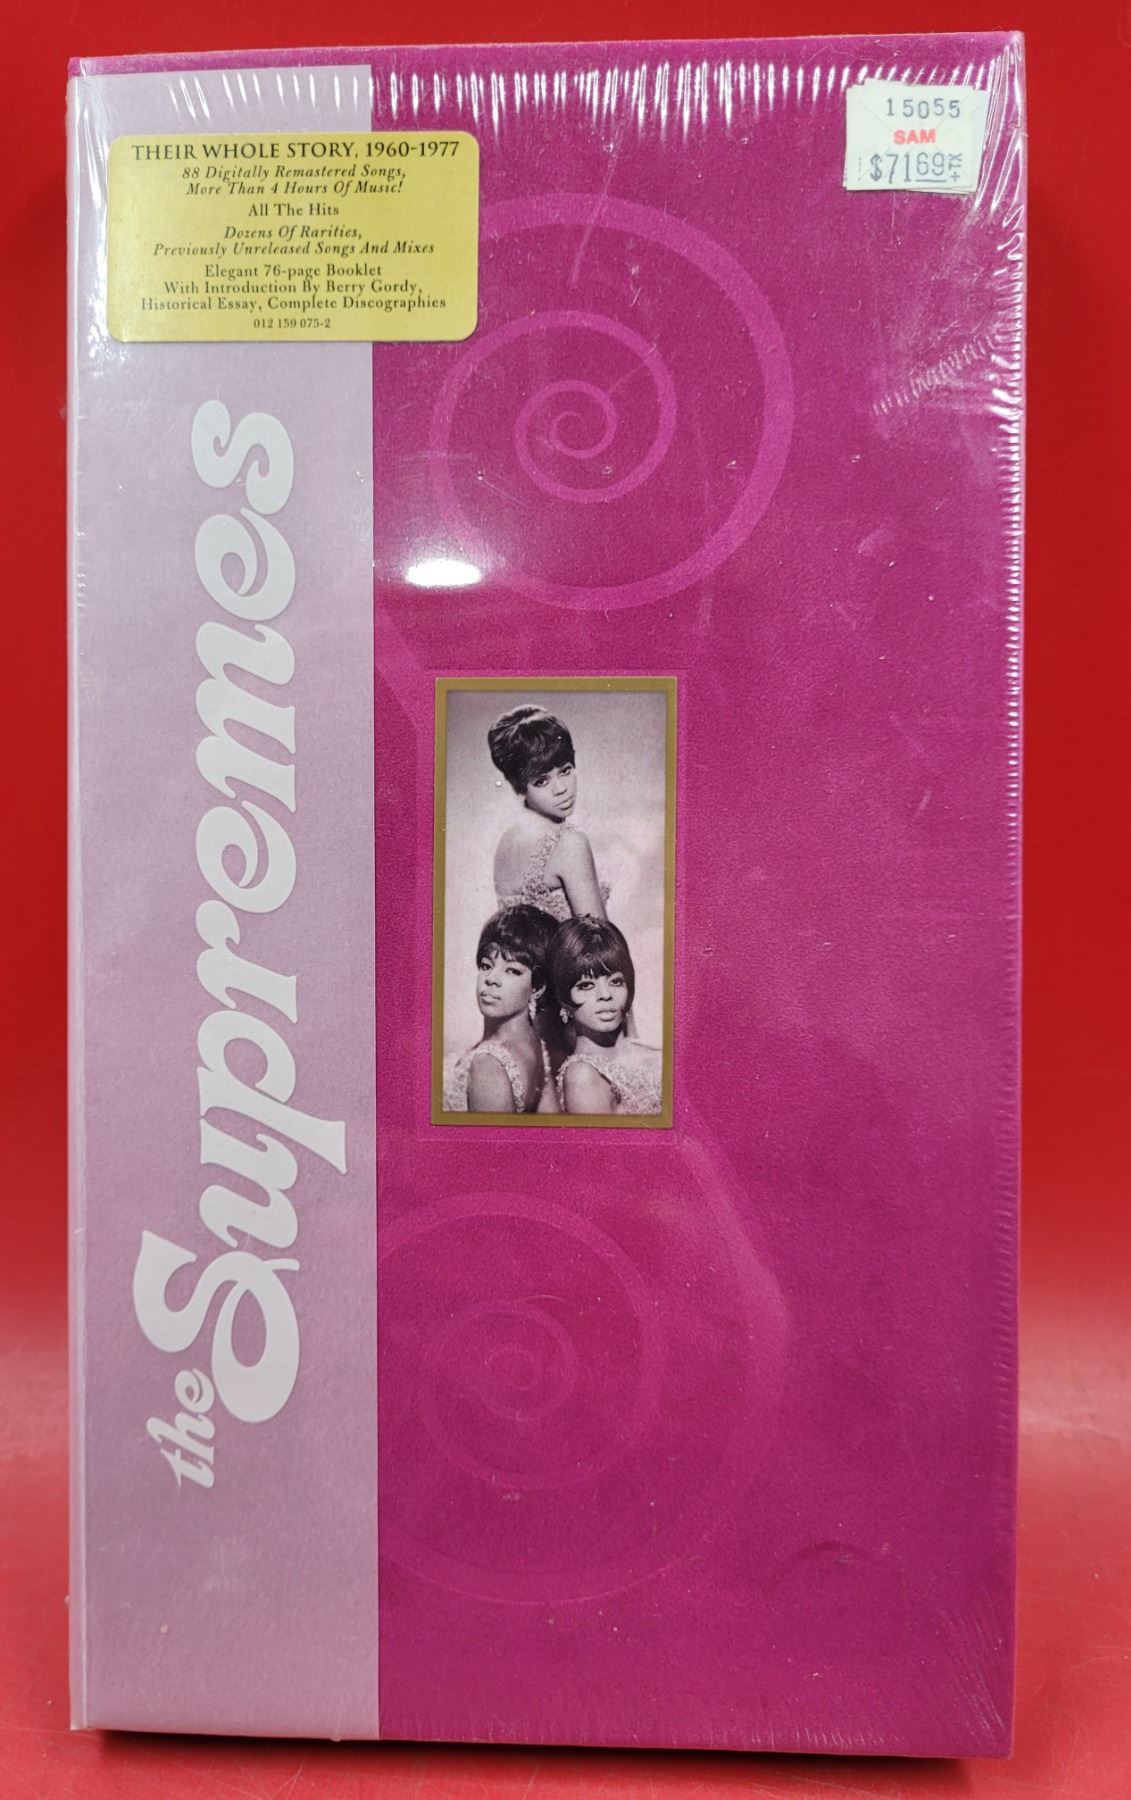 15055
SAM
$7169 +TX
THEIR WHOLE STORY, 1960-1977
88 Digitally Remastered Songs,
More Than 4 Hours Of Music!
All The Hits
Dozens Of Rarities,
Previously Unreleased Songs And Mixes
Elegant 76-page Booklet
With Introduction By Berry Gordy,
Historical Essay, Complete Discographies
012 159 075-2
the Supremes